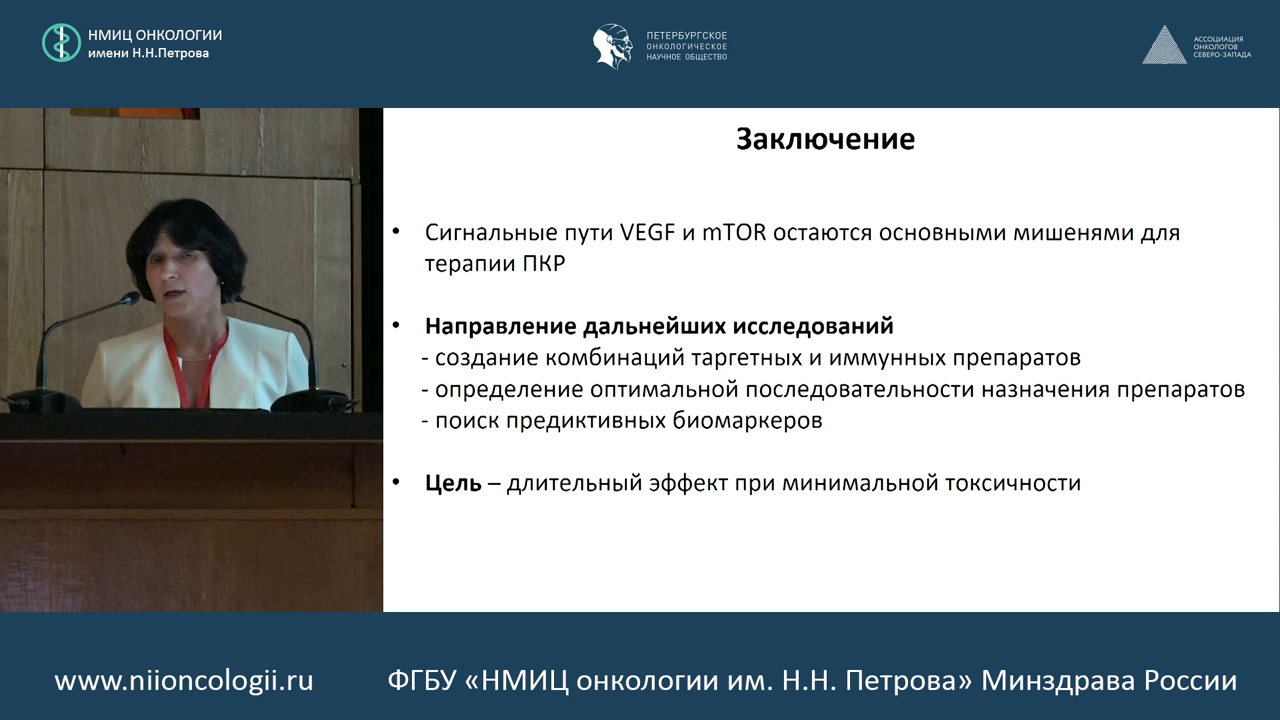 НМИЦ ОНКОЛОГИИ
имени Н.Н.Петрова
ПЕТЕРБУРГСКОЕ
ОНКОЛОГИЧЕСКОЕ
НАУЧНОЕ ОБЩЕСТВО
АССОЦИАЦИЯ
ОНКОЛОГОВ
СЕВЕРО-ЗАПАДА
Заключение
• Сигнальные пути VEGF и mTOR остаются основными мишенями для
терапии ПКР
• Направление дальнейших исследований
- создание комбинаций таргетных и иммунных препаратов
- определение оптимальной последовательности назначения препаратов
- поиск предиктивных биомаркеров
• Цель – длительный эффект при минимальной токсичности
www.niioncologii.ru
ФГБУ «НМИЦ онкологии им. Н.Н. Петрова» Минздрава России